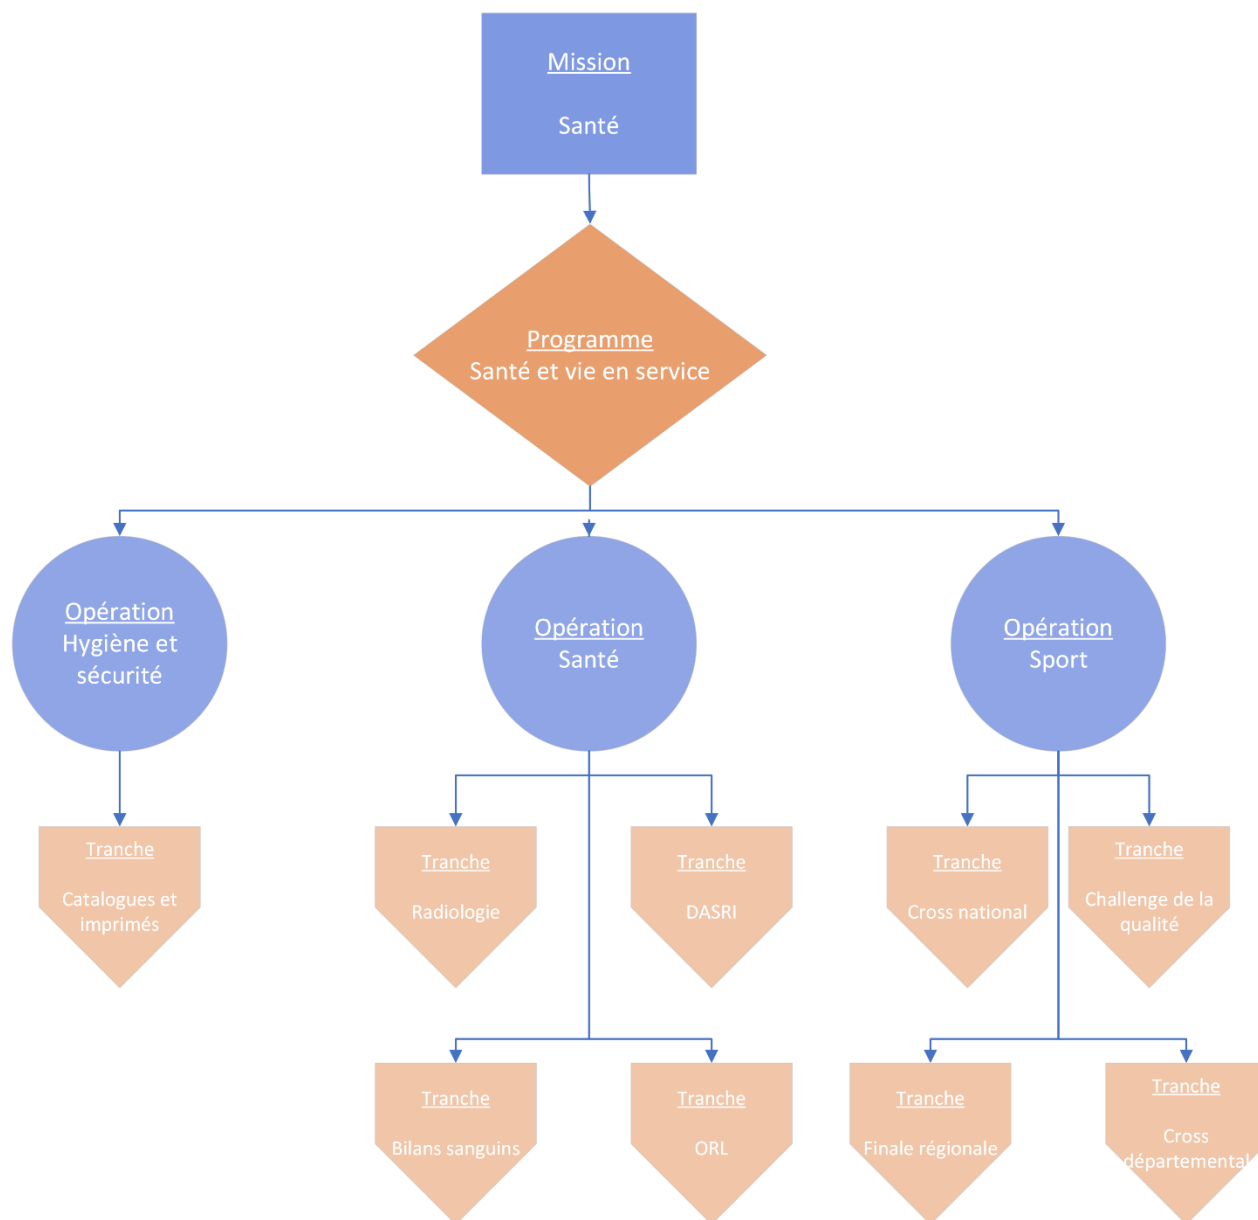 Mission
Santé
Programme
Santé et vie en service
Opération
Hygiène et
sécurité
Opération
Santé
Opération
Sport
Tranche
Catalogues et
imprimés
Tranche
Radiologie
Tranche
DASRI
Tranche
Cross national
Tranche
Challenge de la
qualité
Tranche
Bilans sanguins
Tranche
ORL
Tranche
Finale régionale
Tranche
Cross
départemental